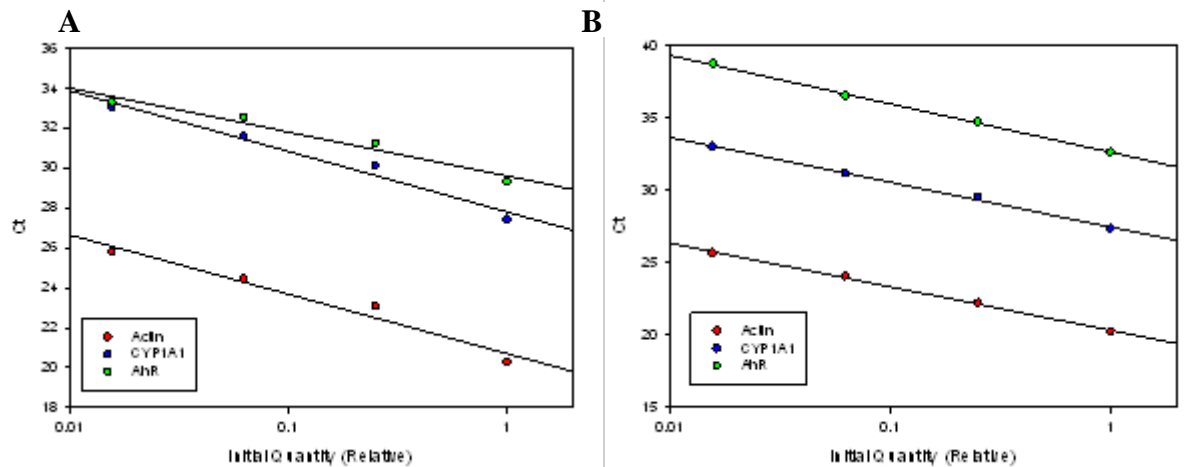 A
36
34
32
30
28
26
24
22
20
18
Ct
Actin
CYP1A1
AhR
0.01
0.1
1
Initial Quantity (Relative)
B
40
35
30
25
20
15
Ct
Actin
CYP1A1
AhR
0.01
0.1
1
Initial Quantity (Relative)